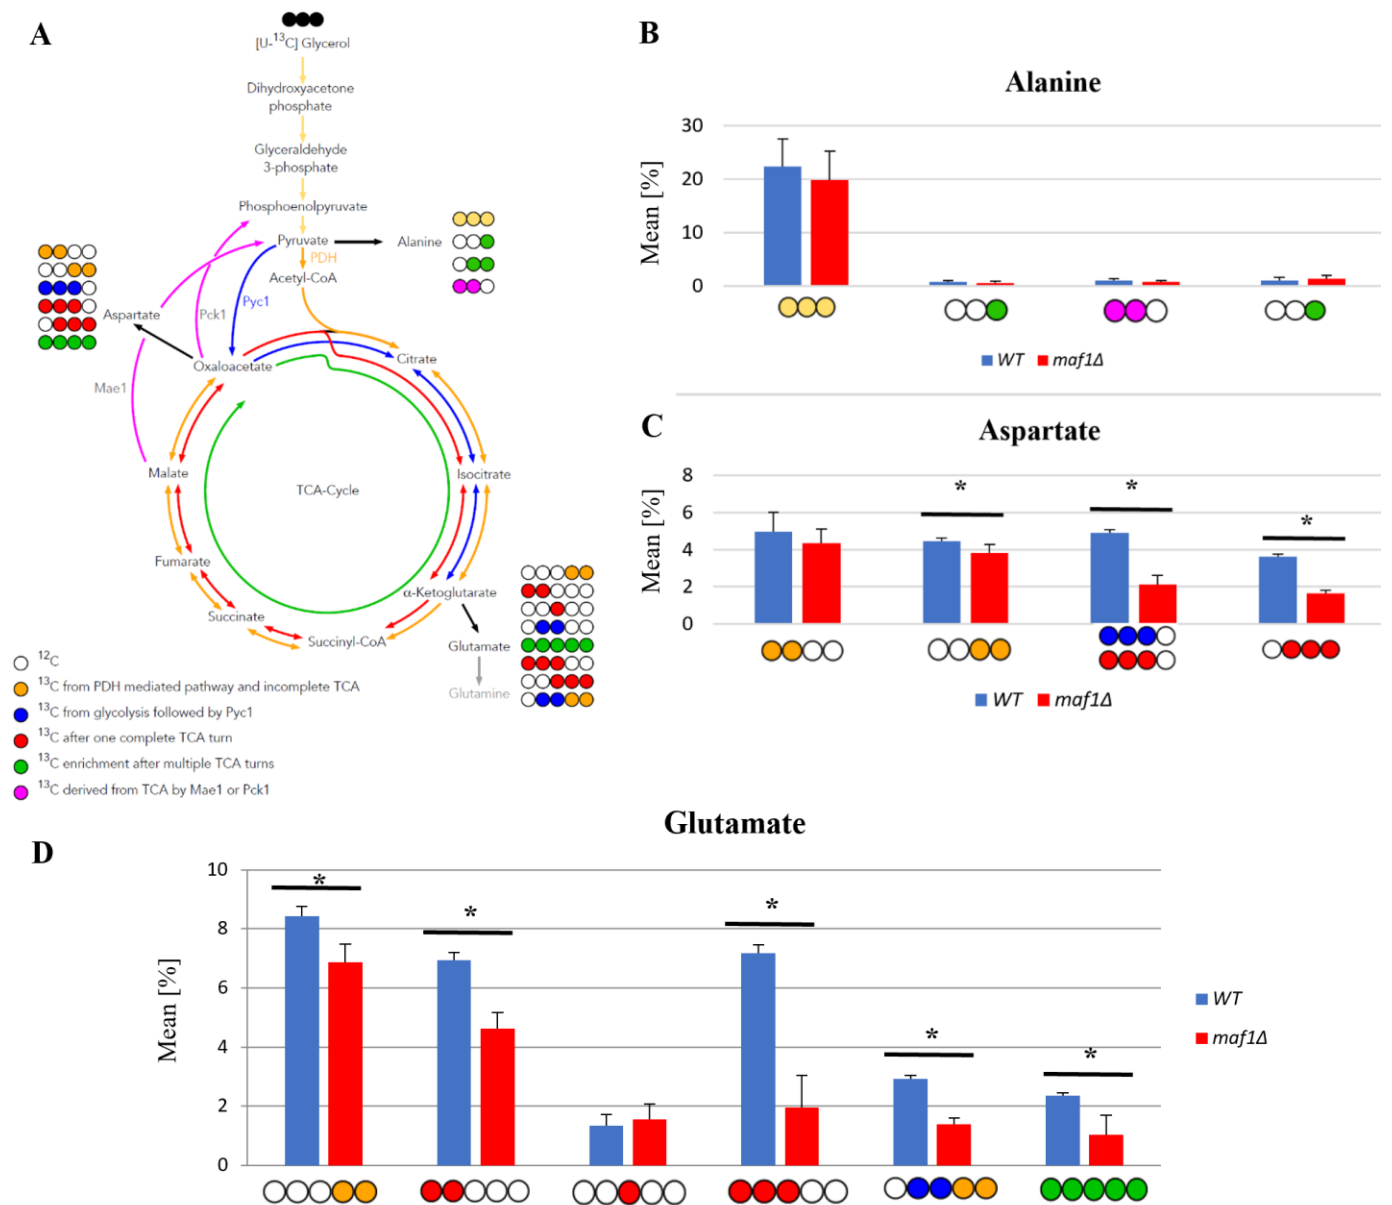 A
[U-13C] Glycerol
Dihydroxyacetone
phosphate
Glyceraldehyde
3-phosphate
Phosphoenolpyruvate
Pyruvate
Alanine
PDH
Acetyl-CoA
Pyc1
Pck1
Aspartate
Oxaloacetate
Citrate
Mae1
Malate
Isocitrate
TCA-Cycle
Fumarate
α-Ketoglutarate
Succinate
Succinyl-CoA
Glutamate
Glutamine
12C
13C from PDH mediated pathway and incomplete TCA
13C from glycolysis followed by Pyc1
13C after one complete TCA turn
13C enrichment after multiple TCA turns
13C derived from TCA by Mae1 or Pck1
B
Alanine
Mean [%]
30
20
10
0
WT maf1Δ
C
Aspartate
Mean [%]
8
6
4
2
0
* * *
WT maf1Δ
D
Glutamate
Mean [%]
10
8
6
4
2
0
* * * * *
WT
maf1Δ